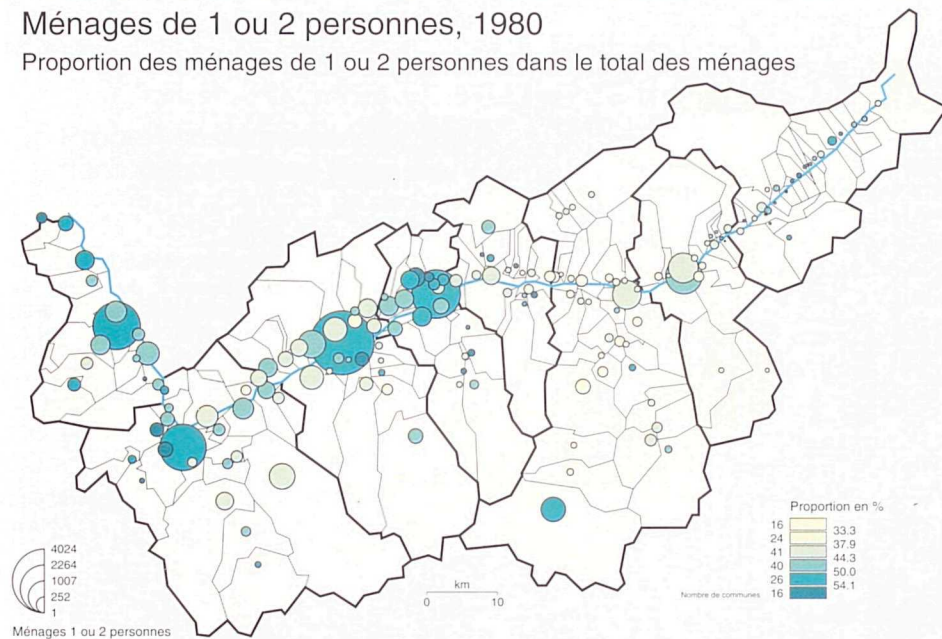 Ménages de 1 ou 2 personnes, 1980
Proportion des ménages de 1 ou 2 personnes dans le total des ménages
4024
2264
1007
252
1
Ménages 1 ou 2 personnes
km
0 10
Proportion en %
16
33.3
24
37.9
41
44.3
40
50.0
26
54.1
16
Nombre de communes